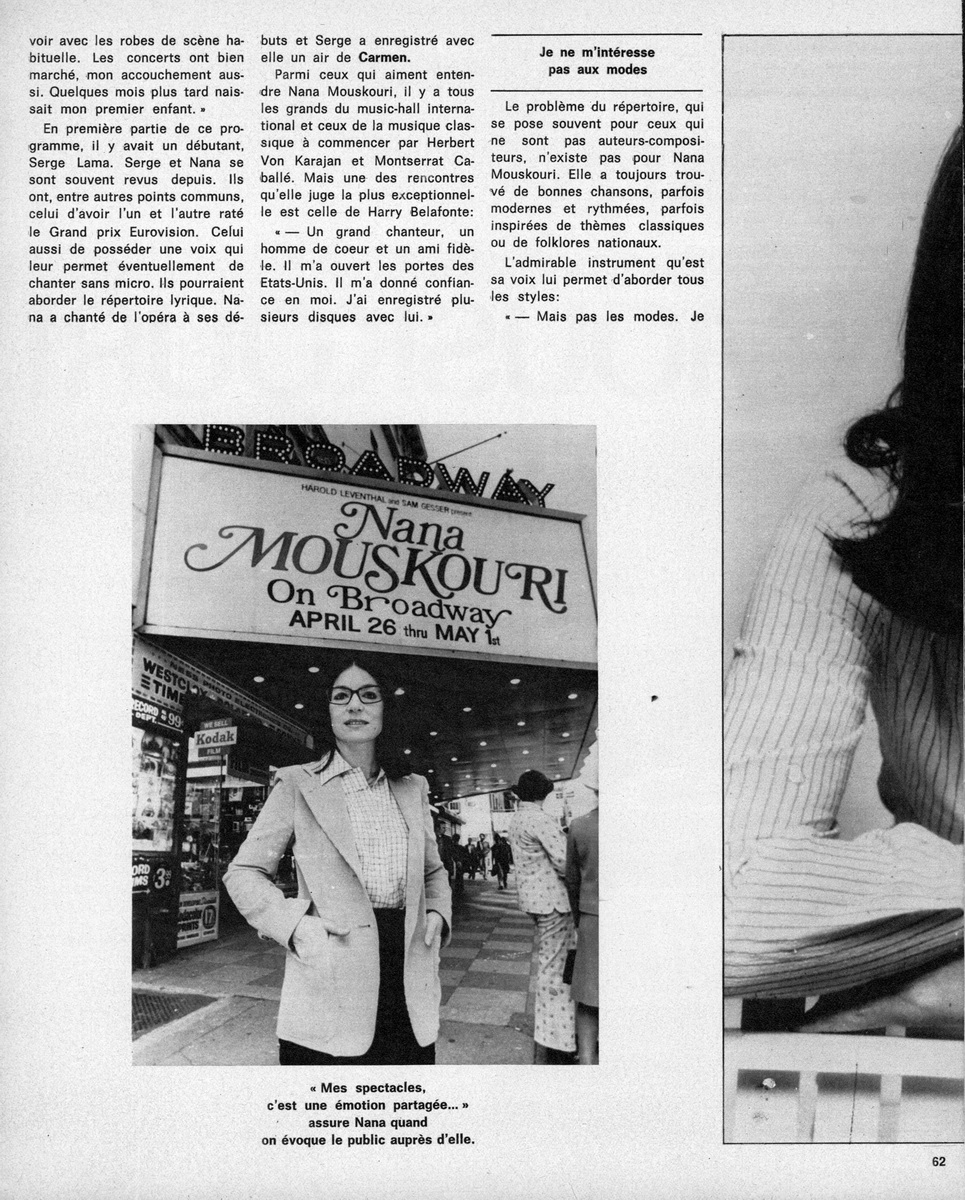 voir avec les robes de scène ha-
bituelle. Les concerts ont bien
marché, mon accouchement aus-
si. Quelques mois plus tard nais-
sait mon premier enfant. »
En première partie de ce pro-
gramme, il y avait un débutant,
Serge Lama. Serge et Nana se
sont souvent revus depuis. Ils
ont, entre autres points communs,
celui d'avoir l'un et l'autre raté
le Grand prix Eurovision. Celui
aussi de posséder une voix qui
leur permet éventuellement de
chanter sans micro. Ils pourraient
aborder le répertoire lyrique. Na-
na a chanté de l'opéra à ses dé-
buts et Serge a enregistré avec
elle un air de Carmen.
Parmi ceux qui aiment enten-
dre Nana Mouskouri, il y a tous
les grands du music-hall interna-
tional et ceux de la musique clas-
sique à commencer par Herbert
Von Karajan et Montserrat Ca-
ballé. Mais une des rencontres
qu'elle juge la plus exceptionnel-
le est celle de Harry Belafonte:
« — Un grand chanteur, un
homme de coeur et un ami fidè-
le. Il m'a ouvert les portes des
Etats-Unis. Il m'a donné confian-
ce en moi. J'ai enregistré plu-
sieurs disques avec lui. »
Je ne m'intéresse
pas aux modes
Le problème du répertoire, qui
se pose souvent pour ceux qui
ne sont pas auteurs-composi-
teurs, n'existe pas pour Nana
Mouskouri. Elle a toujours trou-
vé de bonnes chansons, parfois
modernes et rythmées, parfois
inspirées de thèmes classiques
ou de folklores nationaux.
L'admirable instrument qu'est
sa voix lui permet d'aborder tous
les styles:
« — Mais pas les modes. Je
BROADWAY
HAROLD LEVENTHAL and SAM GESSER present
Nana
MOUSKOURI
On Broadway
APRIL 26 thru MAY 1st
WESTCLOX
TIME
RECORD
DEPT.
99
WE SELL
Kodak
FILM
3
17
« Mes spectacles,
c'est une émotion partagée... »
assure Nana quand
on évoque le public auprès d'elle.
62